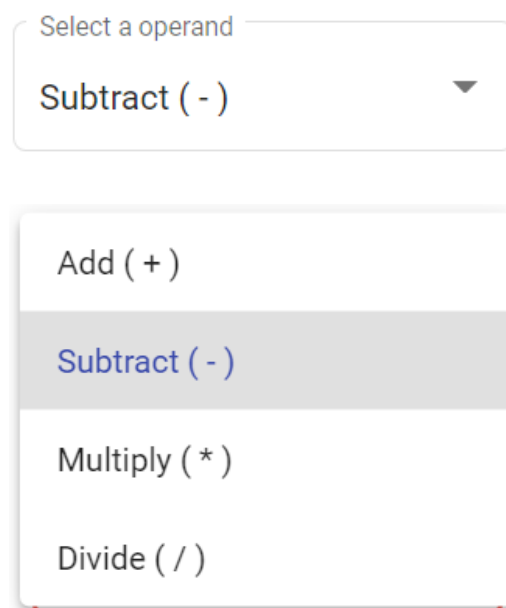 Select a operand
Subtract ( - )
Add ( + )
Subtract ( - )
Multiply ( * )
Divide ( / )